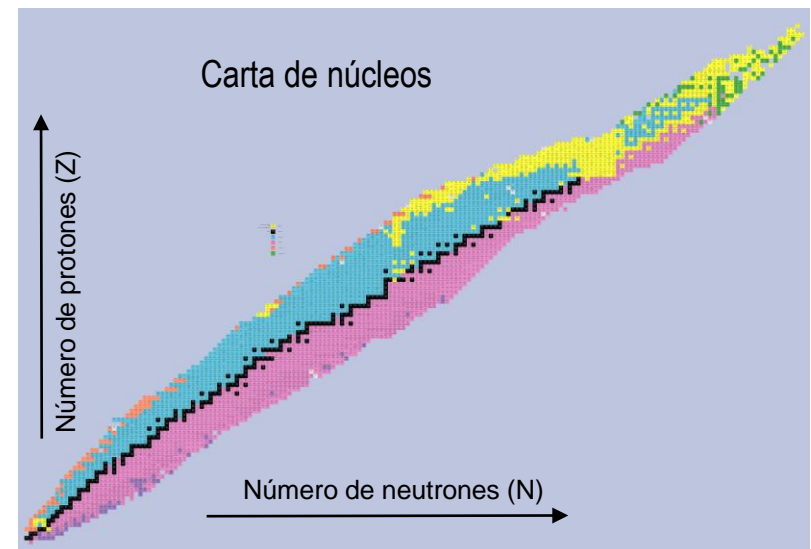 Carta de núcleos
Número de protones (Z)
Número de neutrones (N)